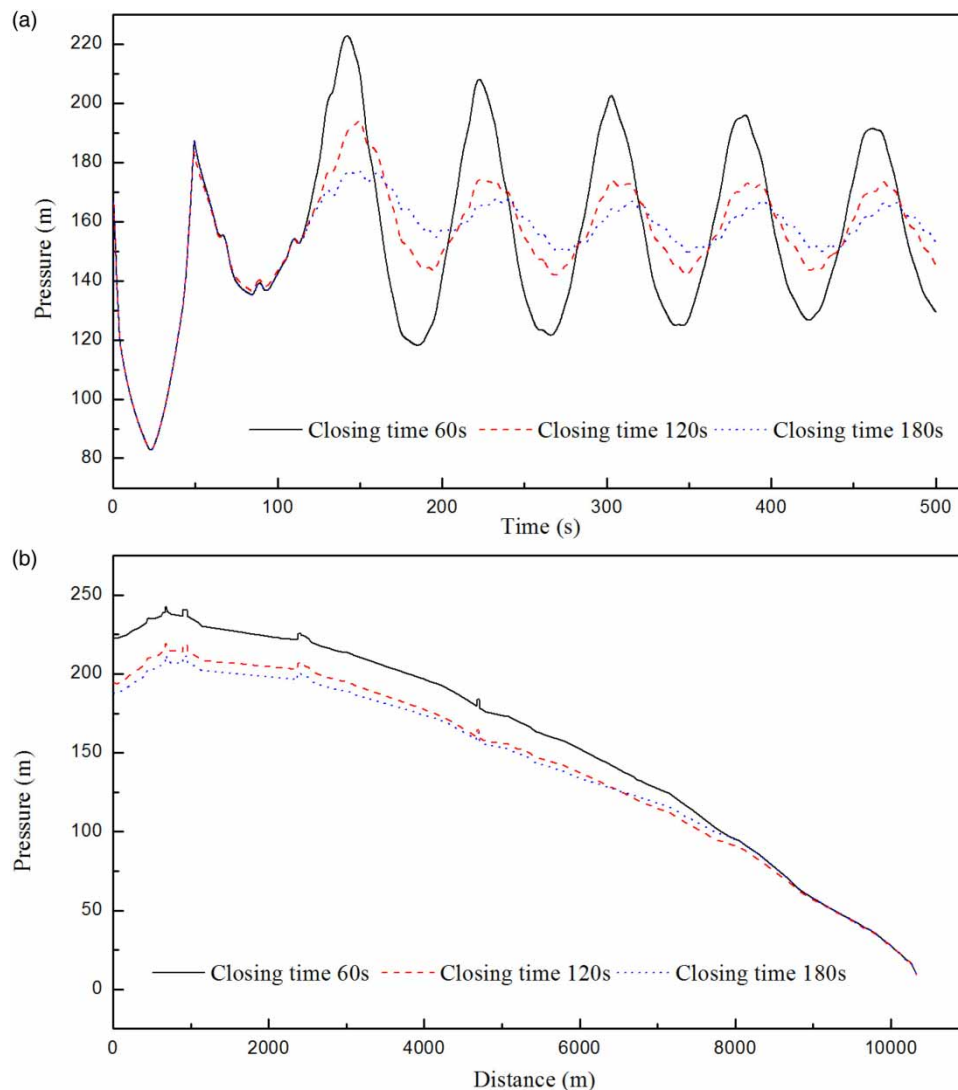 (a)
220
200
180
160
140
120
100
80
Pressure (m)
Closing time 60s
Closing time 120s
Closing time 180s
0
100
200
300
400
500
Time (s)
(b)
250
200
150
100
50
0
Pressure (m)
Closing time 60s
Closing time 120s
Closing time 180s
0
2000
4000
6000
8000
10000
Distance (m)